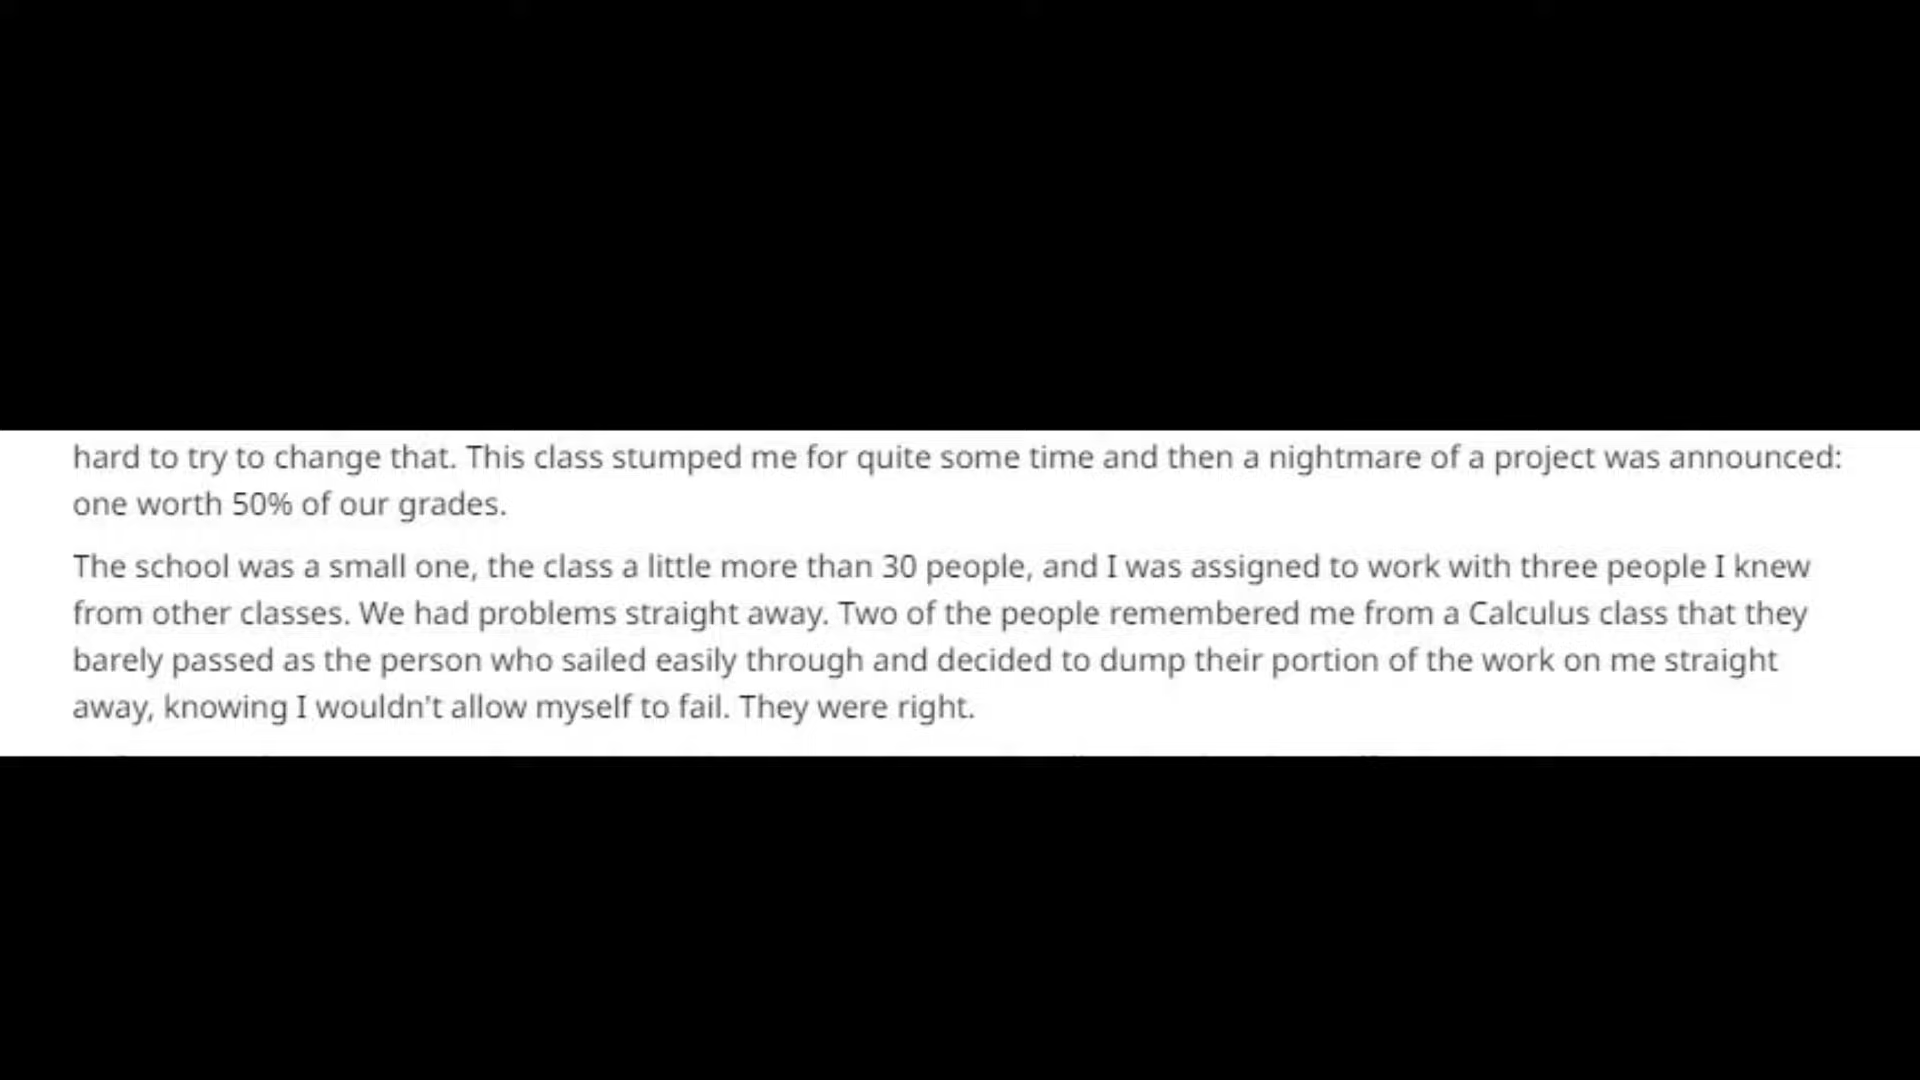 hard to try to change that. This class stumped me for quite some time and then a nightmare of a project was announced:
one worth 50% of our grades.
The school was a small one, the class a little more than 30 people, and I was assigned to work with three people I knew
from other classes. We had problems straight away. Two of the people remembered me from a Calculus class that they
barely passed as the person who sailed easily through and decided to dump their portion of the work on me straight
away, knowing I wouldn't allow myself to fail. They were right.